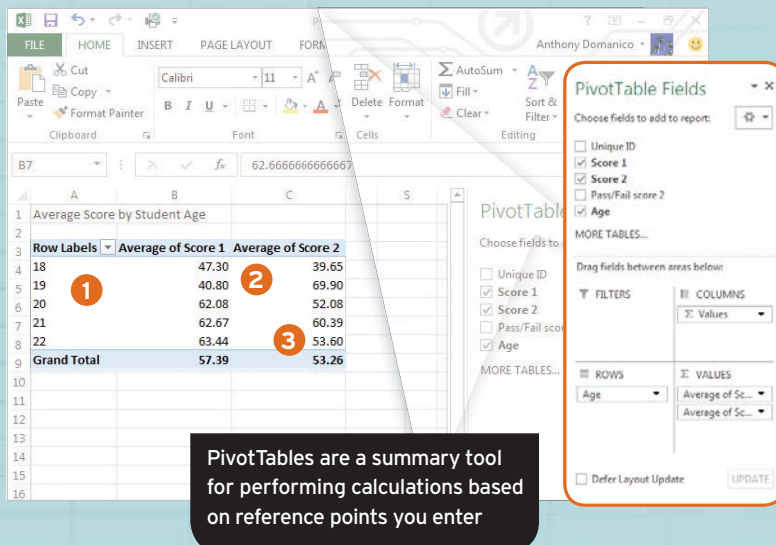 FILE HOME INSERT PAGE LAYOUT FORM
Anthony Domanico
Cut
Copy
Format Painter
Paste
Clipboard
Calibri 11 A
B I U A
Font
Delete Format
Cells
AutoSum
Fill
Clear
Sort &
Filter
Editing
B7 fx 62.6666666666667
A B C S
1 Average Score by Student Age
2
3 Row Labels Average of Score 1 Average of Score 2
4 18 47.30 39.65
5 19 40.80 69.90
6 20 62.08 52.08
7 21 62.67 60.39
8 22 63.44 53.60
9 Grand Total 57.39 53.26
10
11
12
13
14
15
16
1
2
3
PivotTabl
Choose fields to
Unique ID
Score 1
Score 2
Pass/Fail scor
Age
MORE TABLES...
PivotTable Fields
Choose fields to add to report:
Unique ID
Score 1
Score 2
Pass/Fail score 2
Age
MORE TABLES...
Drag fields between areas below:
FILTERS
COLUMNS
Σ Values
ROWS
Age
Σ VALUES
Average of Sc...
Average of Sc...
Defer Layout Update UPDATE
PivotTables are a summary tool
for performing calculations based
on reference points you enter